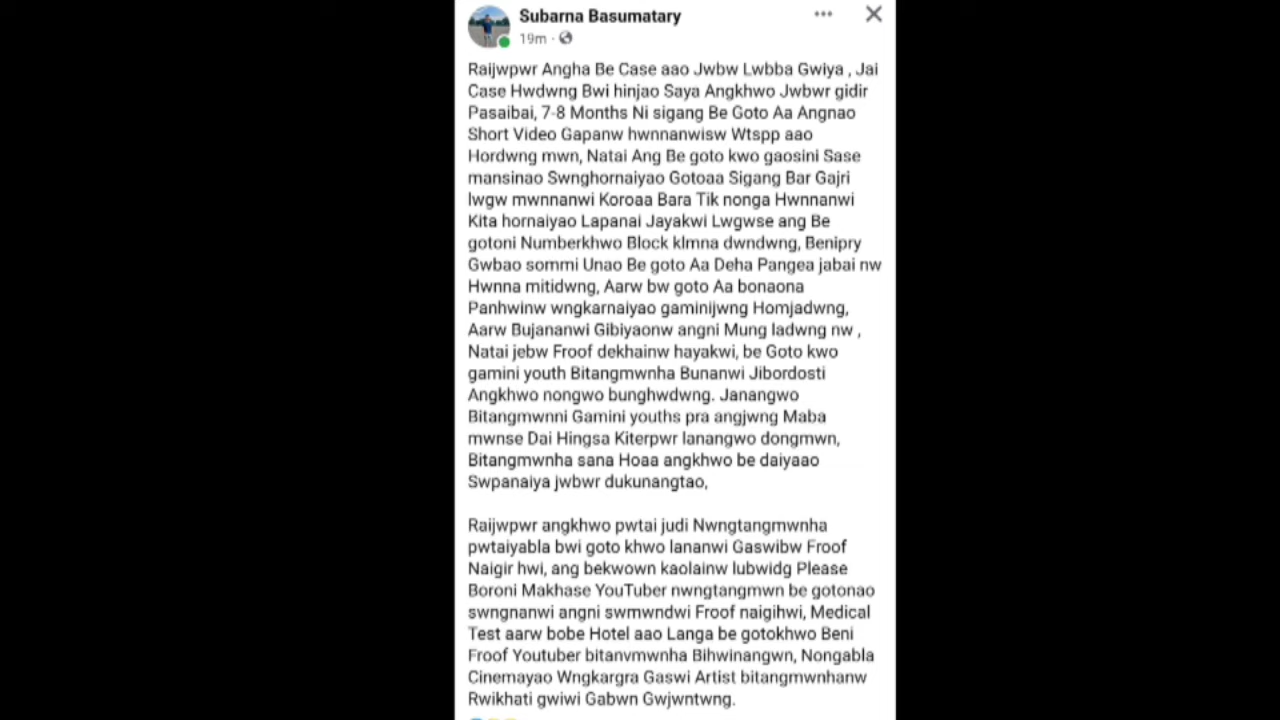 Subarna Basumatary
19m ·
Raijwpwr Angha Be Case aao Jwbw Lwbba Gwiya , Jai
Case Hwdwng Bwi hinjao Saya Angkhwo Jwbwr gidir
Pasaibai, 7-8 Months Ni sigang Be Goto Aa Angnao
Short Video Gapanw hwnnanwisw Wtspp aao
Hordwng mwn, Natai Ang Be goto kwo gaosini Sase
mansinao Swnghornaiyao Gotoaa Sigang Bar Gajri
lwgw mwnnanwi Koroaa Bara Tik nonga Hwnnanwi
Kita hornaiyao Lapanai Jayakwi Lwgwse ang Be
gotoni Numberkhwo Block klmna dwndwng, Benipry
Gwbao sommi Unao Be goto Aa Deha Pangea jabai nw
Hwnna mitidwng, Aarw bw goto Aa bonaona
Panhwinw wngkarnaiyao gaminijwng Homjadwng,
Aarw Bujananwi Gibiyaonw angni Mung ladwng nw ,
Natai jebw Froof dekhainw hayakwi, be Goto kwo
gamini youth Bitangmwnha Bunanwi Jibordosti
Angkhwo nongwo bunghwdwng. Janangwo
Bitangmwnni Gamini youths pra angjwng Maba
mwnse Dai Hingsa Kiterpwr lanangwo dongmwn,
Bitangmwnha sana Hoaa angkhwo be daiyaao
Swpanaiya jwbwr dukunangtao,
Raijwpwr angkhwo pwtai judi Nwngtangmwnha
pwtaiyabla bwi goto khwo lananwi Gaswibw Froof
Naigir hwi, ang bekwown kaolainw lubwidg Please
Boroni Makhase YouTuber nwngtangmwn be gotonao
swngnanwi angni swmwndwi Froof naigihwi, Medical
Test aarw bobe Hotel aao Langa be gotokhwo Beni
Froof Youtuber bitanvmwnha Bihwinangwn, Nongabla
Cinemayao Wngkargra Gaswi Artist bitangmwnhanw
Rwikhati gwiwi Gabwn Gwjwntwng.